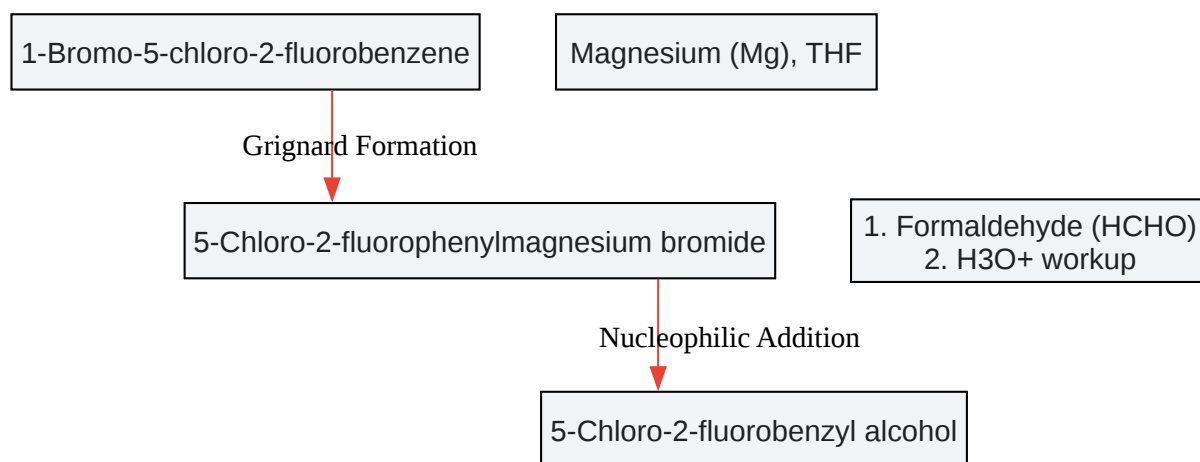 1-Bromo-5-chloro-2-fluorobenzene
Magnesium (Mg), THF
Grignard Formation
5-Chloro-2-fluorophenylmagnesium bromide
1. Formaldehyde (HCHO)
2. H3O+ workup
Nucleophilic Addition
5-Chloro-2-fluorobenzyl alcohol